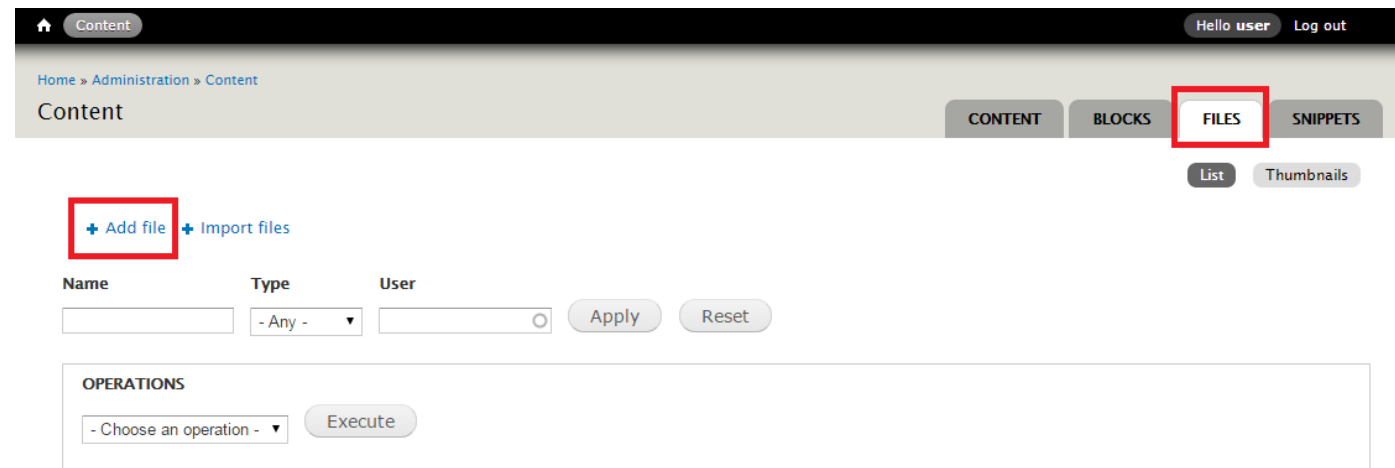 Content Hello user Log out
Home » Administration » Content
Content CONTENT BLOCKS FILES SNIPPETS
List Thumbnails
+ Add file + Import files
Name Type User
- Any - Apply Reset
OPERATIONS
- Choose an operation - Execute